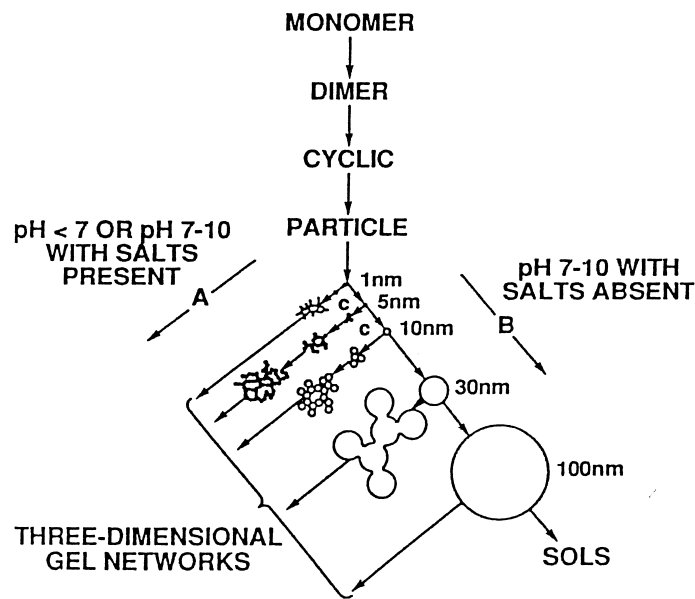 MONOMER
DIMER
CYCLIC
PARTICLE
pH < 7 OR pH 7-10
WITH SALTS
PRESENT
A
pH 7-10 WITH
SALTS ABSENT
B
1nm
c
5nm
c
10nm
30nm
100nm
THREE-DIMENSIONAL
GEL NETWORKS
SOLS